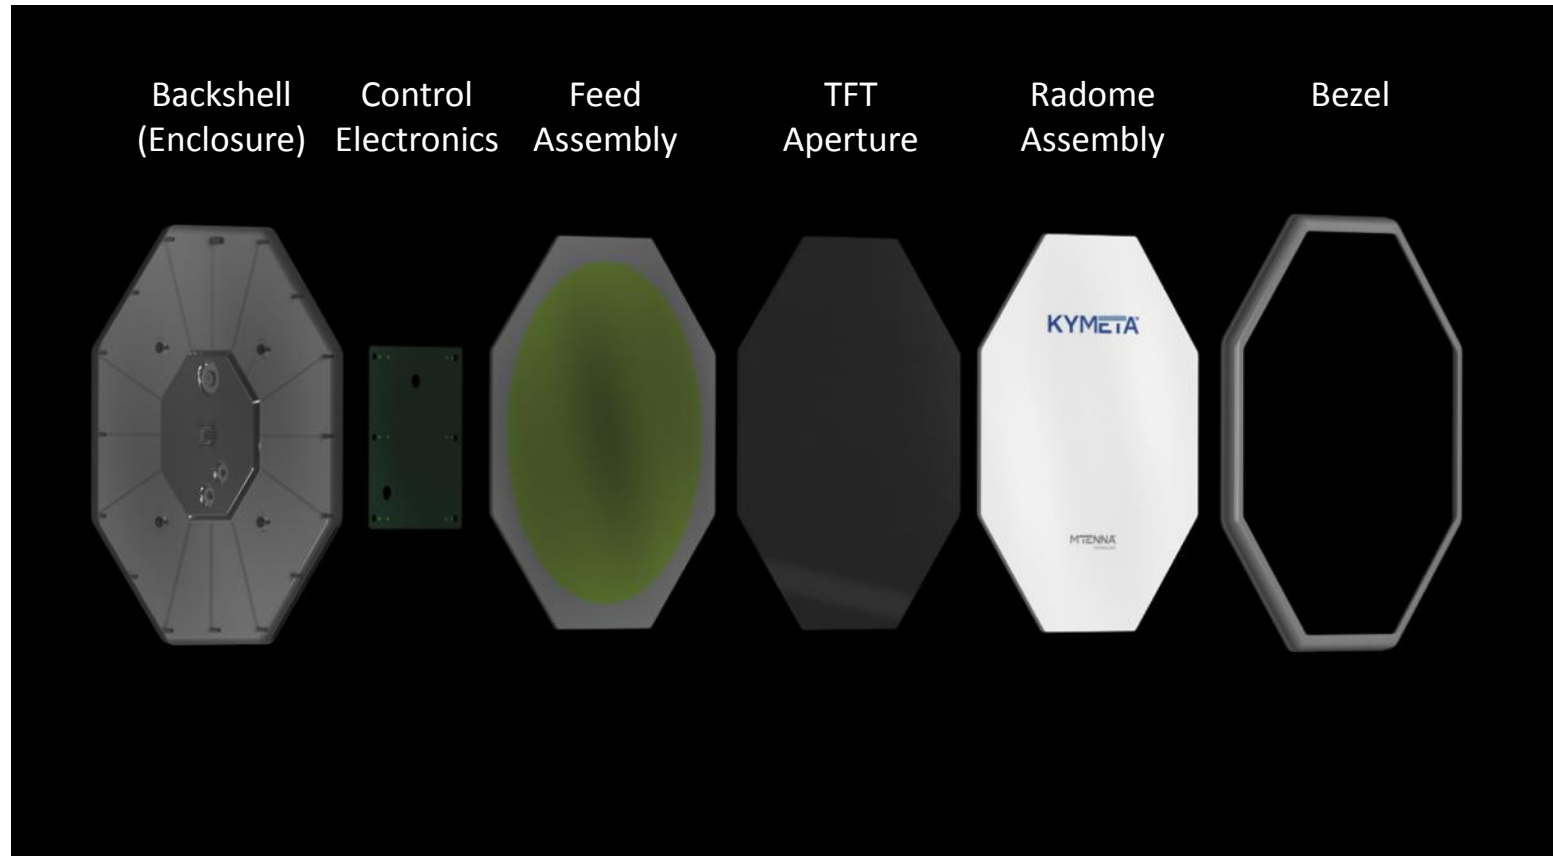 Backshell
(Enclosure)
Control
Electronics
Feed
Assembly
TFT
Aperture
Radome
Assembly
Bezel
KYMETA
MTENNA